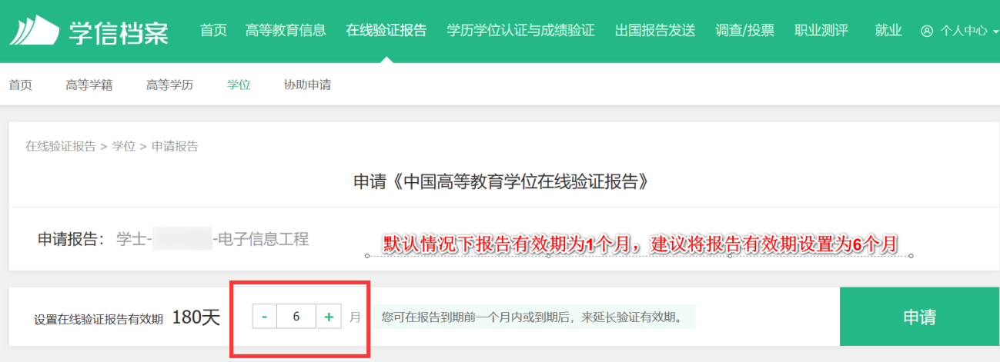 学信档案 首页 高等教育信息 在线验证报告 学历学位认证与成绩验证 出国报告发送 调查/投票 职业测评 就业 个人中心
首页 高等学籍 高等学历 学位 协助申请
在线验证报告 > 学位 > 申请报告
申请《中国高等教育学位在线验证报告》
申请报告： 学士- -电子信息工程
默认情况下报告有效期为1个月，建议将报告有效期设置为6个月
设置在线验证报告有效期 180天 - 6 + 月 您可在报告到期前一个月内或到期后，来延长验证有效期。 申请